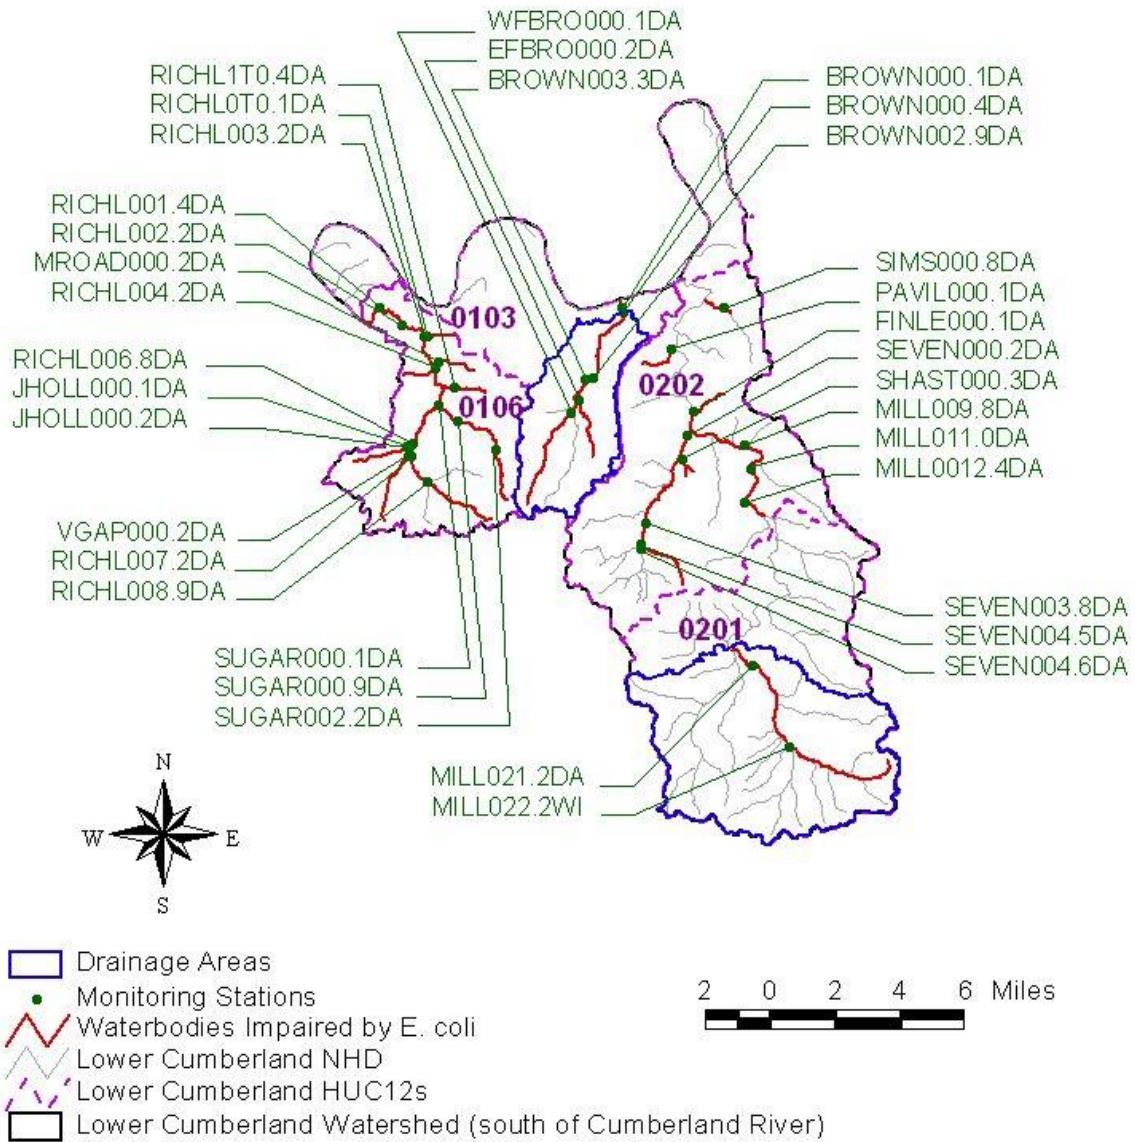 WFBRO000.1DA
EFBRO000.2DA
BROWN003.3DA
RICHL1T0.4DA
RICHL0T0.1DA
RICHL003.2DA
BROWN000.1DA
BROWN000.4DA
BROWN002.9DA
RICHL001.4DA
RICHL002.2DA
MROAD000.2DA
RICHL004.2DA
SIMS000.8DA
PAVIL000.1DA
FINLE000.1DA
SEVEN000.2DA
SHAST000.3DA
MILL009.8DA
MILL011.0DA
MILL0012.4DA
0103
0202
0106
RICHL006.8DA
JHOLL000.1DA
JHOLL000.2DA
VGAP000.2DA
RICHL007.2DA
RICHL008.9DA
SEVEN003.8DA
SEVEN004.5DA
SEVEN004.6DA
0201
SUGAR000.1DA
SUGAR000.9DA
SUGAR002.2DA
MILL021.2DA
MILL022.2WI
N
W E
S
Drainage Areas
Monitoring Stations
Waterbodies Impaired by E. coli
Lower Cumberland NHD
Lower Cumberland HUC12s
Lower Cumberland Watershed (south of Cumberland River)
2 0 2 4 6 Miles